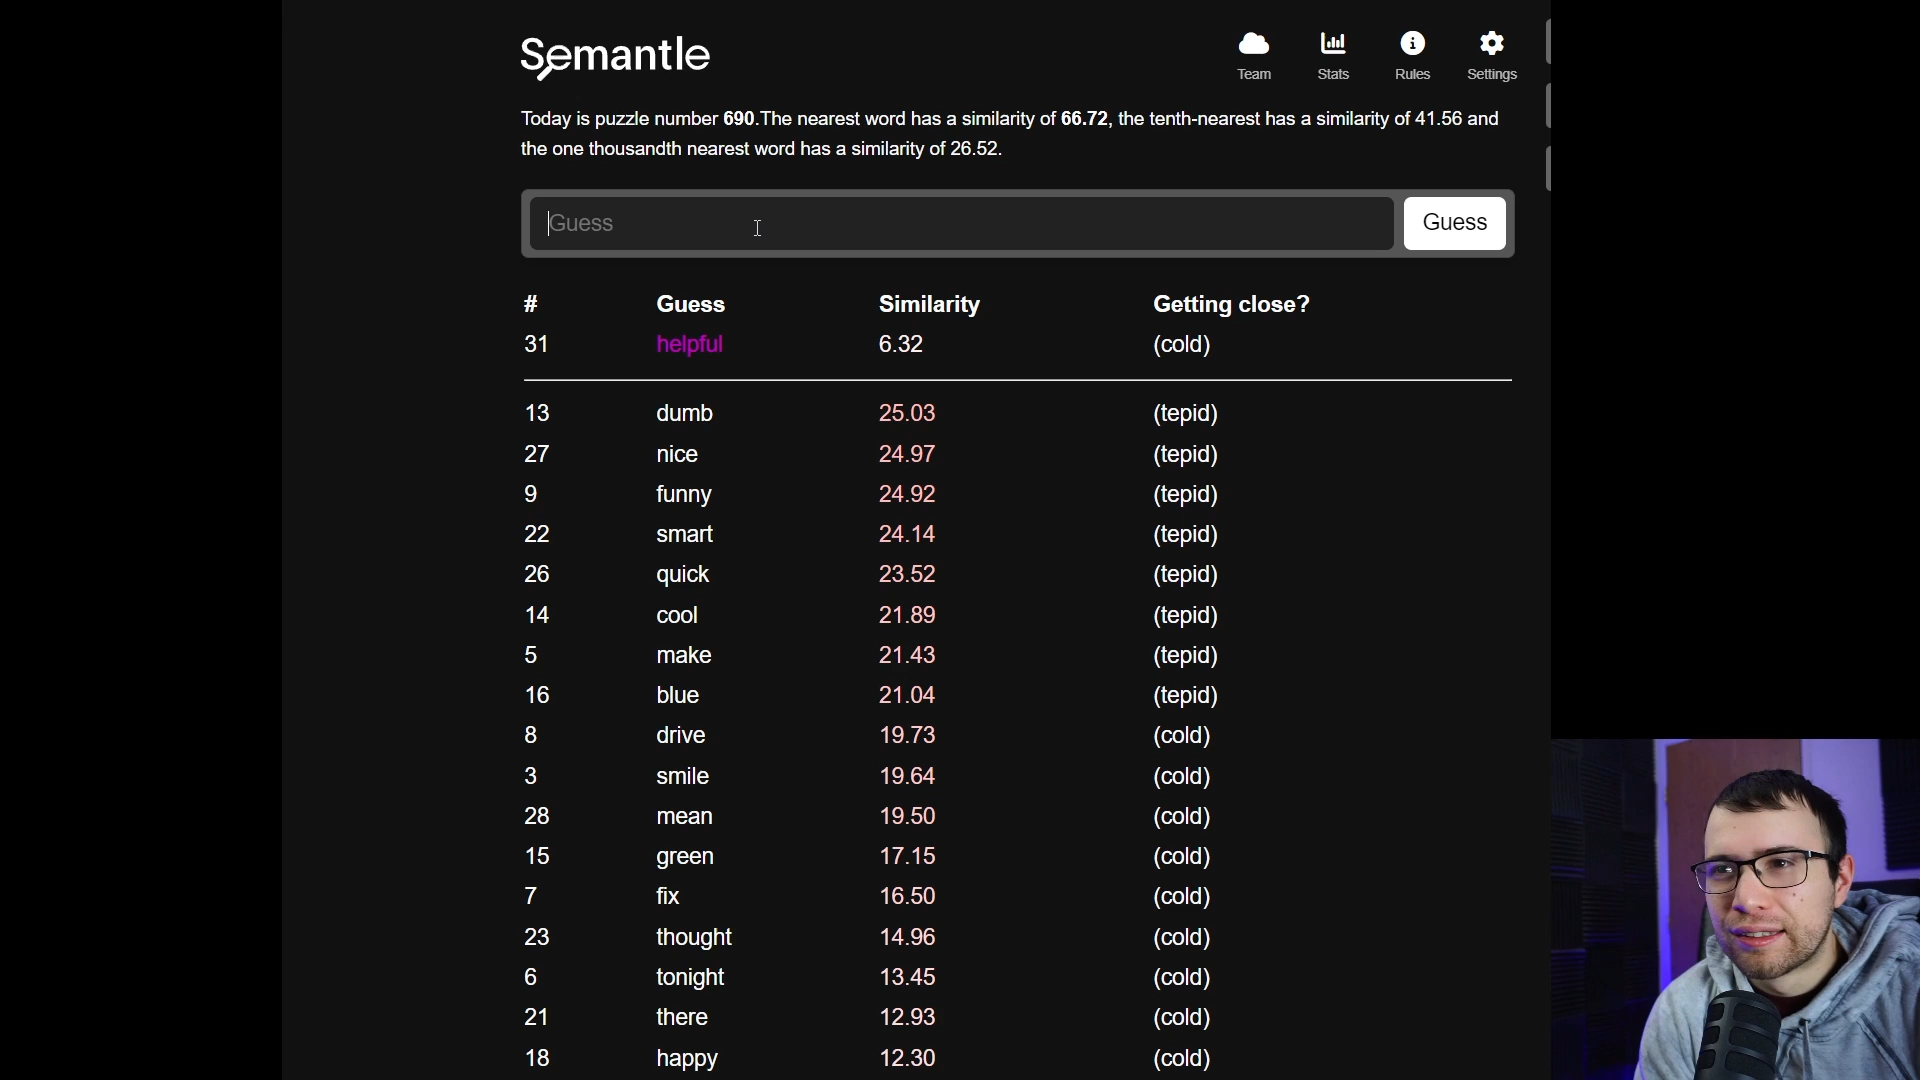 Semantle
Team Stats Rules Settings
Today is puzzle number 690.The nearest word has a similarity of 66.72, the tenth-nearest has a similarity of 41.56 and
the one thousandth nearest word has a similarity of 26.52.
Guess Guess
# Guess Similarity Getting close?
31 helpful 6.32 (cold)
13 dumb 25.03 (tepid)
27 nice 24.97 (tepid)
9 funny 24.92 (tepid)
22 smart 24.14 (tepid)
26 quick 23.52 (tepid)
14 cool 21.89 (tepid)
5 make 21.43 (tepid)
16 blue 21.04 (tepid)
8 drive 19.73 (cold)
3 smile 19.64 (cold)
28 mean 19.50 (cold)
15 green 17.15 (cold)
7 fix 16.50 (cold)
23 thought 14.96 (cold)
6 tonight 13.45 (cold)
21 there 12.93 (cold)
18 happy 12.30 (cold)